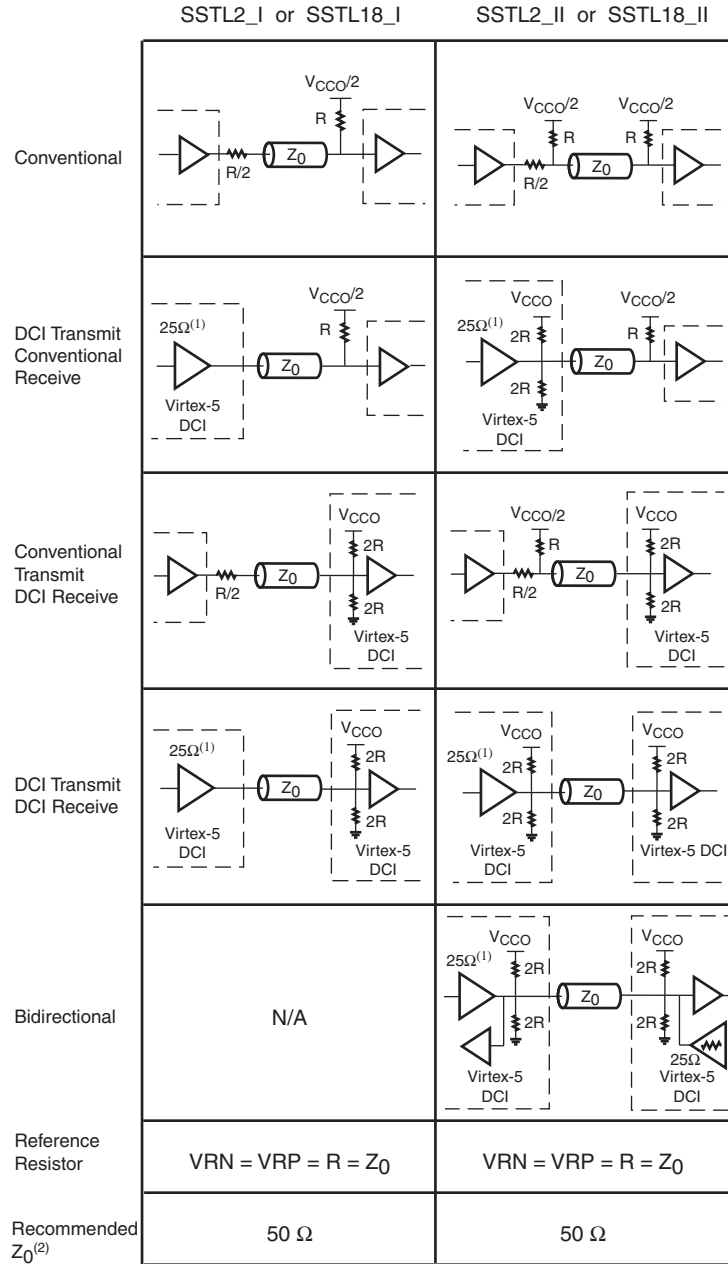 SSTL2_I or SSTL18_I
SSTL2_II or SSTL18_II
Conventional
R/2
Z0
R
VCCO/2
R/2
VCCO/2
R
Z0
VCCO/2
R
DCI Transmit
Conventional
Receive
25Ω(1)
Virtex-5
DCI
Z0
VCCO/2
R
25Ω(1)
VCCO
2R
2R
Virtex-5
DCI
Z0
VCCO/2
R
Conventional
Transmit
DCI Receive
R/2
Z0
VCCO
2R
2R
Virtex-5
DCI
R/2
VCCO/2
R
Z0
VCCO
2R
2R
Virtex-5
DCI
DCI Transmit
DCI Receive
25Ω(1)
Virtex-5
DCI
Z0
VCCO
2R
2R
Virtex-5
DCI
25Ω(1)
VCCO
2R
2R
Virtex-5
DCI
Z0
VCCO
2R
2R
Virtex-5 DCI
Bidirectional
N/A
25Ω(1)
VCCO
2R
2R
Virtex-5
DCI
Z0
VCCO
2R
2R
25Ω
Virtex-5
DCI
Reference
Resistor
VRN = VRP = R = Z0
VRN = VRP = R = Z0
Recommended
Z0(2)
50 Ω
50 Ω